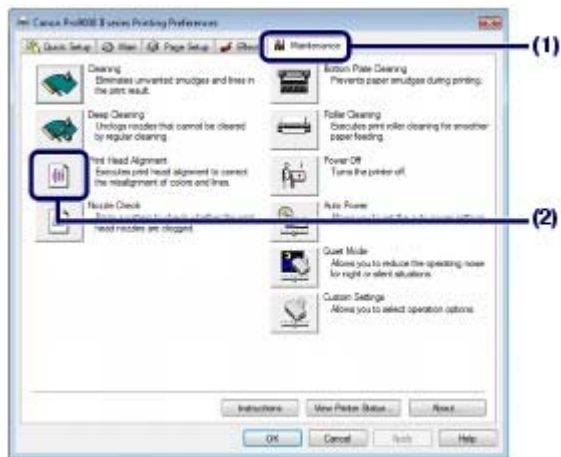 Canon Pro9000 II series Printing Preferences
Quick Setup Main Page Setup Effects Maintenance
(1)
Cleaning
Eliminates unwanted smudges and lines in
the print result.
Bottom Plate Cleaning
Prevents paper smudges during printing.
Deep Cleaning
Unclogs nozzles that cannot be cleared
by regular cleaning.
Roller Cleaning
Executes print roller cleaning for smoother
paper feeding.
Print Head Alignment
Executes print head alignment to correct
the misalignment of colors and lines.
Power Off
Turns the printer off.
Nozzle Check
head nozzles are clogged.
Auto Power
(2)
Quiet Mode
Allows you to reduce the operating noise
for night or silent situations.
Custom Settings
Allows you to select operation options.
Instructions View Printer Status... About...
OK Cancel Apply Help